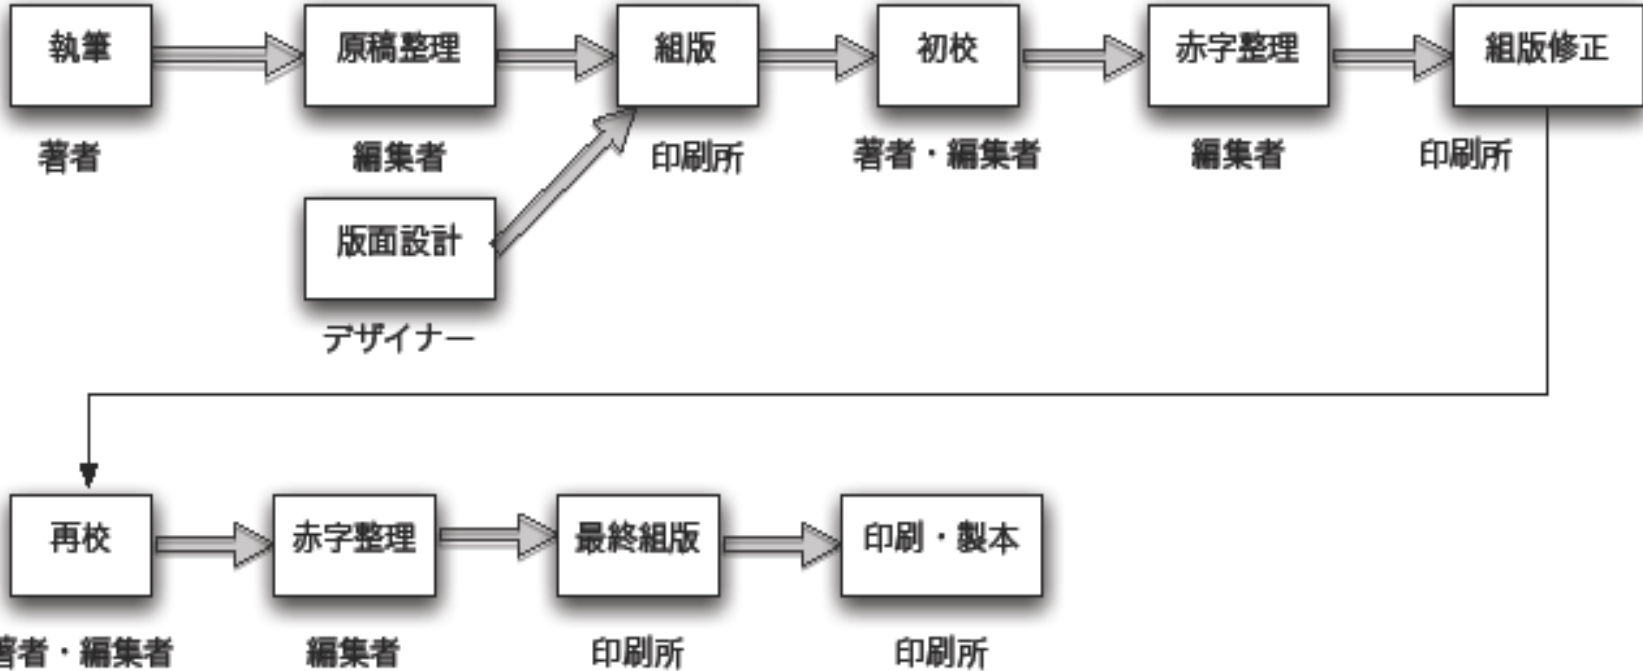 執筆
原稿整理
組版
初校
赤字整理
組版修正
著者
編集者
印刷所
著者・編集者
編集者
印刷所
版面設計
デザイナー
再校
赤字整理
最終組版
印刷・製本
著者・編集者
編集者
印刷所
印刷所